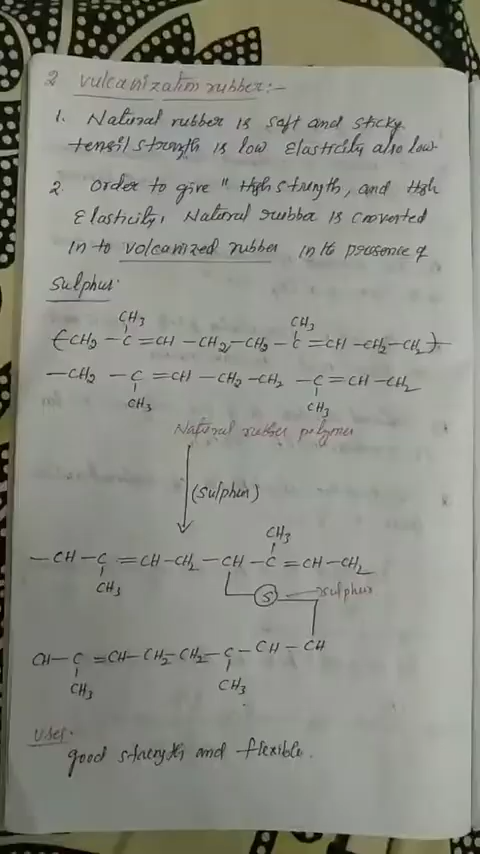 2 vulcanization rubber:-
1. Natural rubber is soft and sticky
tensil strength is low Elasticity also low.
2. order to give "High strength, and High
Elasticity, Natural rubber is converted
in to volcanized rubber in the presence of
Sulphur.
CH3 CH3
(CH2 - C = CH - CH2 - CH2 - C = CH - CH2 - CH2)
- CH2 - C = CH - CH2 - CH2 - C = CH - CH2
CH3 CH3
Natural rubber polymer
(Sulphur)
CH3
- CH - C = CH - CH2 - CH - C = CH - CH2
CH3
S sulphur
CH - C = CH - CH2 - CH2 - C - CH - CH
CH3 CH3
Uses.
good strength and flexible.